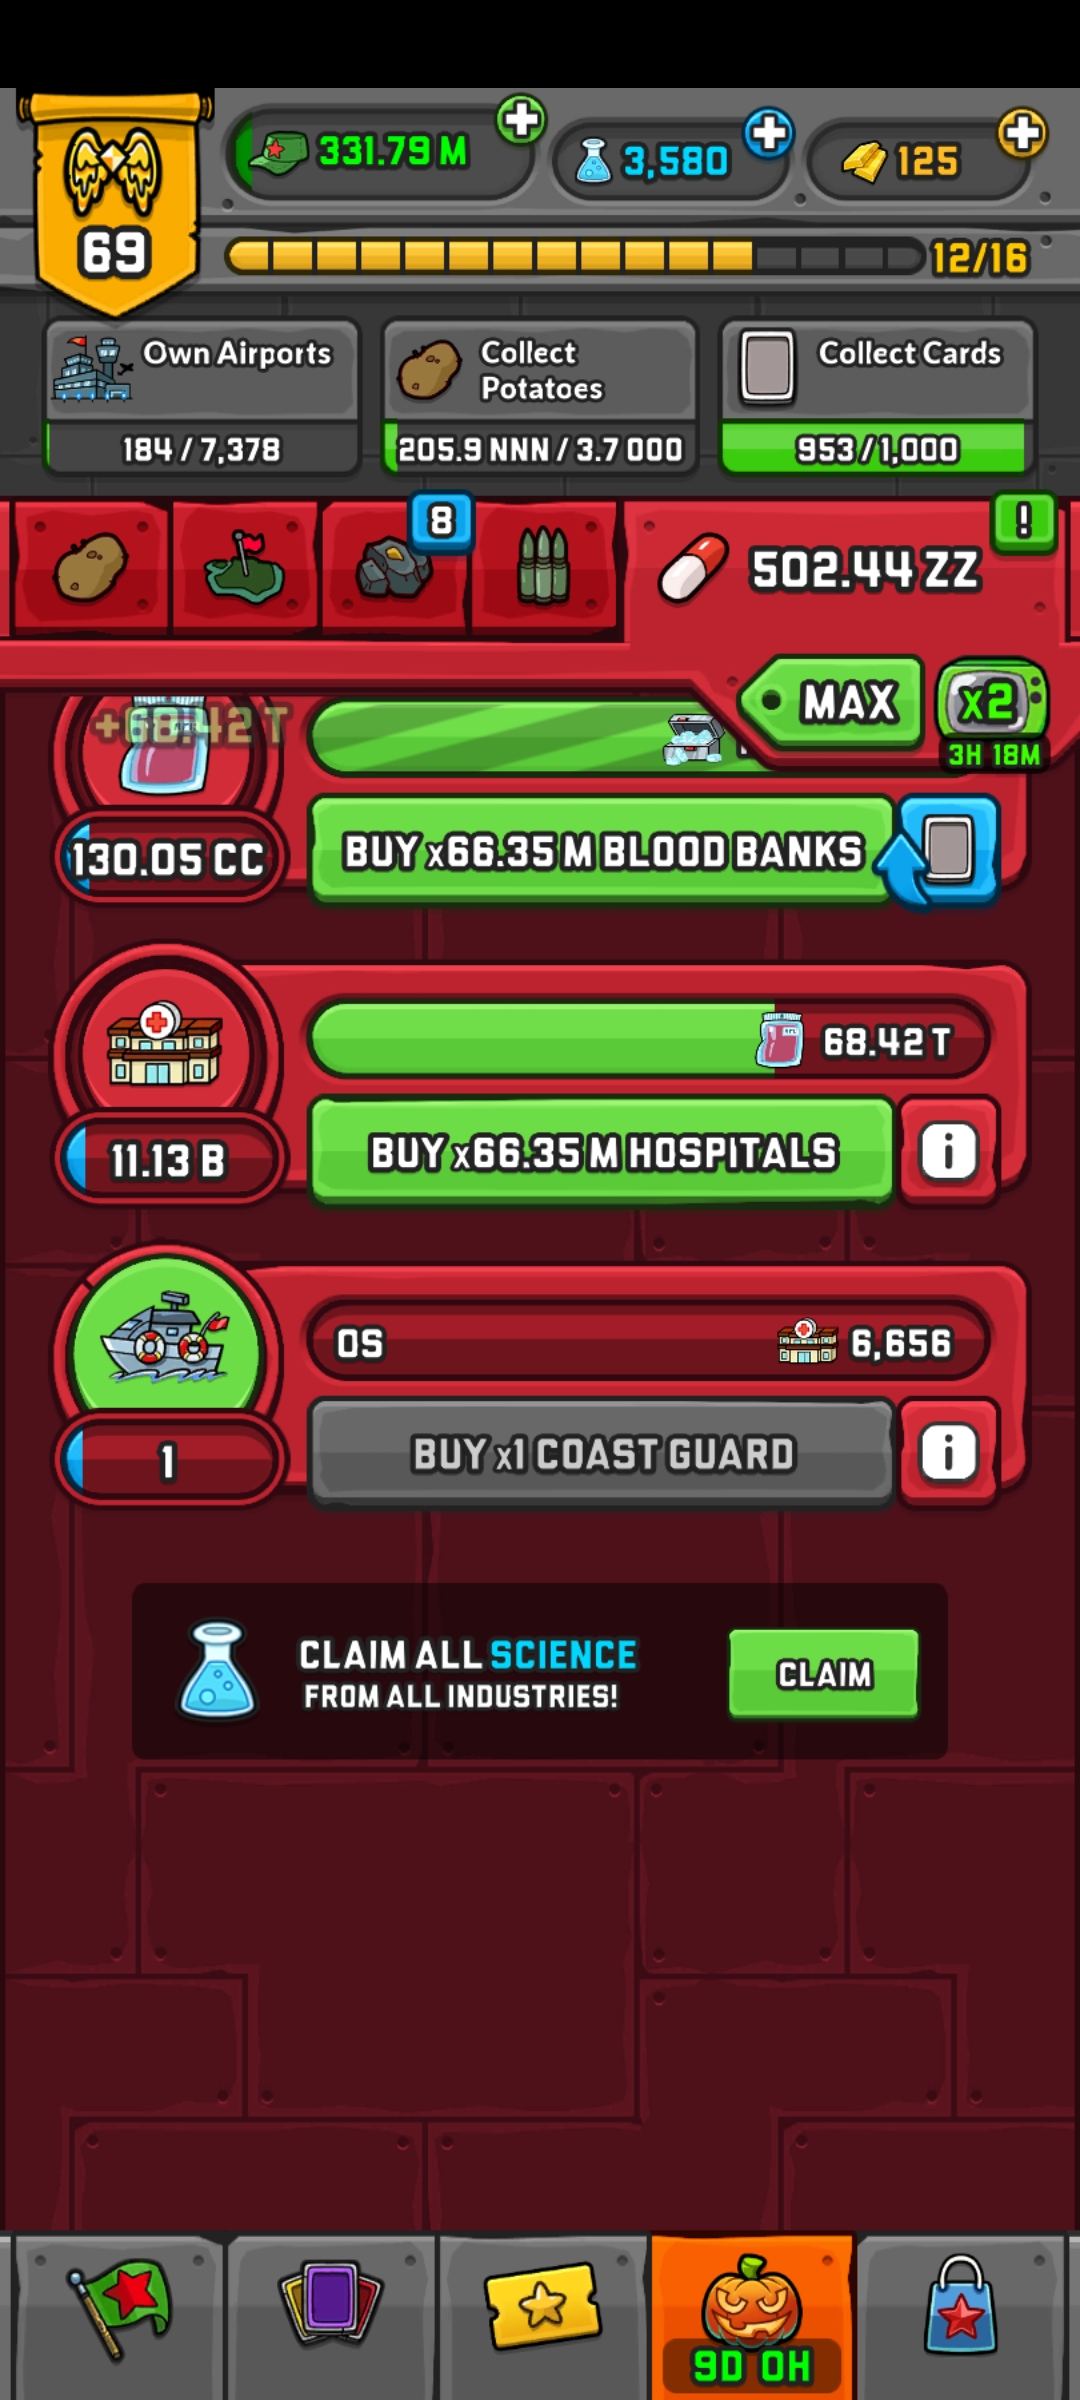 331.79 M
3,580
125
69
12/16
Own Airports
184 / 7,378
Collect
Potatoes
205.9 NNN / 3.7 OOO
Collect Cards
953 / 1,000
8
!
502.44 ZZ
MAX
x2
3H 18M
+68.42 T
130.05 CC
BUY x66.35 M BLOOD BANKS
68.42 T
11.13 B
BUY x66.35 M HOSPITALS
i
0S
6,656
1
BUY x1 COAST GUARD
i
CLAIM ALL SCIENCE
FROM ALL INDUSTRIES!
CLAIM
9D 0H